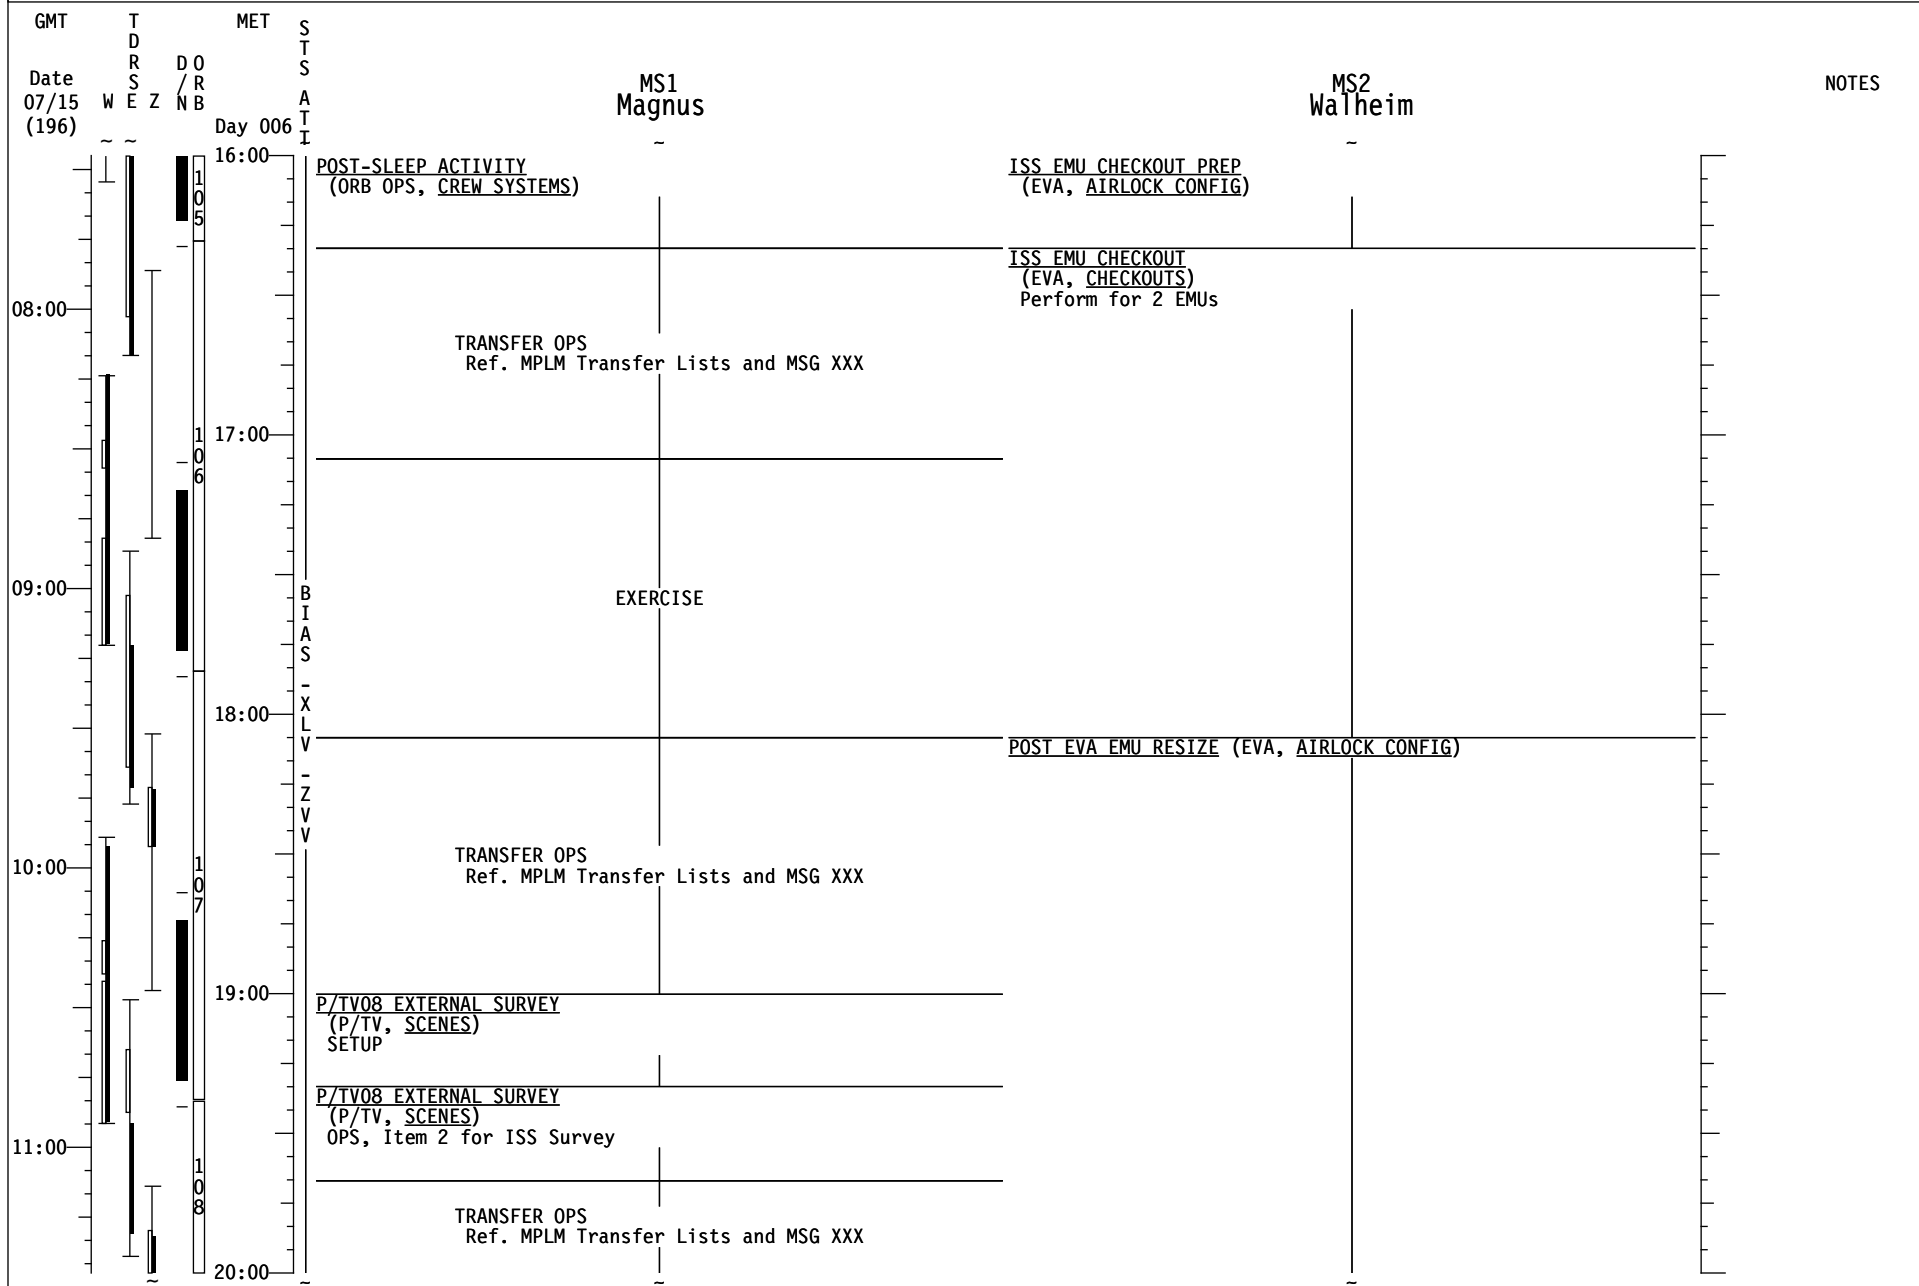 GMT
TDRSE
MET
STS ATT
D/N
ORB
Date
07/15
(196)
W
Z
Day 006
MS1
Magnus
MS2
Walheim
NOTES
~ ~ ~ ~
16:00
POST-SLEEP ACTIVITY
(ORB OPS, CREW SYSTEMS)
ISS EMU CHECKOUT PREP
(EVA, AIRLOCK CONFIG)
105
ISS EMU CHECKOUT
(EVA, CHECKOUTS)
Perform for 2 EMUs
08:00
TRANSFER OPS
Ref. MPLM Transfer Lists and MSG XXX
17:00
106
09:00
EXERCISE
BIAS -XLV -ZVV
18:00
POST EVA EMU RESIZE (EVA, AIRLOCK CONFIG)
10:00
107
TRANSFER OPS
Ref. MPLM Transfer Lists and MSG XXX
19:00
P/TV08 EXTERNAL SURVEY
(P/TV, SCENES)
SETUP
P/TV08 EXTERNAL SURVEY
(P/TV, SCENES)
OPS, Item 2 for ISS Survey
11:00
108
TRANSFER OPS
Ref. MPLM Transfer Lists and MSG XXX
20:00
~ ~ ~ ~